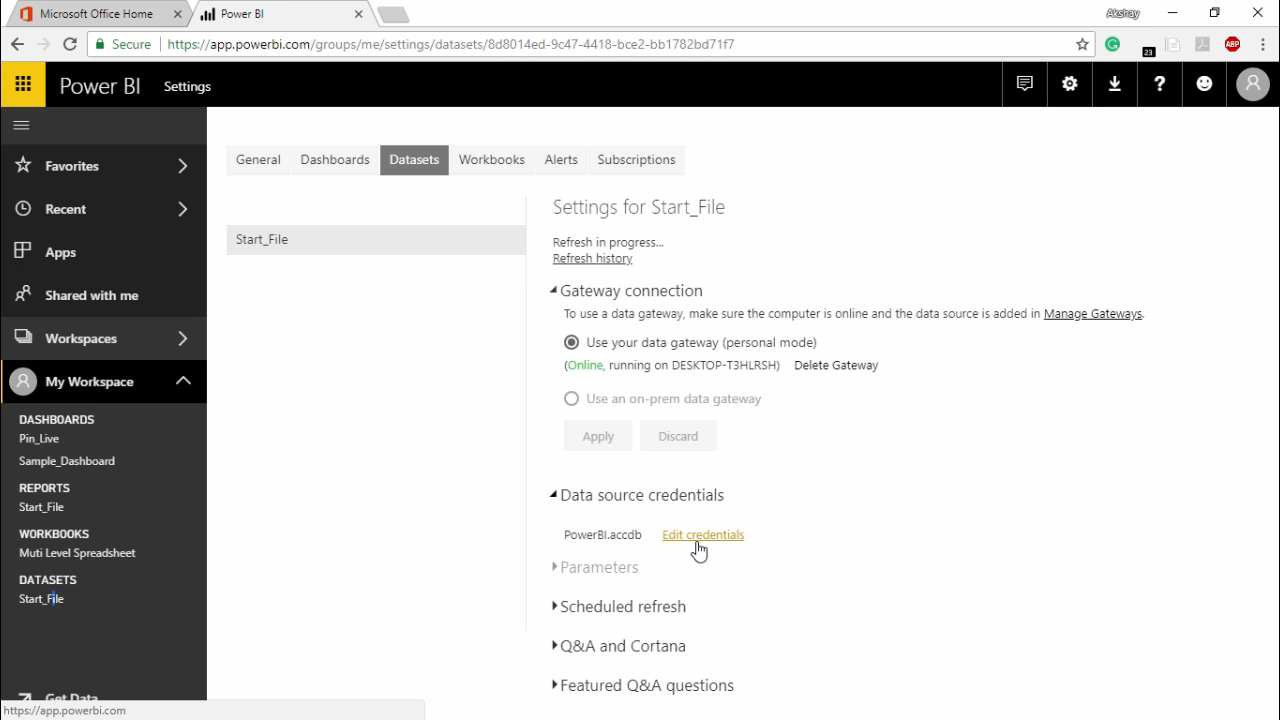 Microsoft Office Home
Power BI
Akshay
Secure
https://app.powerbi.com/groups/me/settings/datasets/8d8014ed-9c47-4418-bce2-bb1782bd71f7
23
ABP
Power BI
Settings
Favorites
Recent
Apps
Shared with me
Workspaces
My Workspace
DASHBOARDS
Pin_Live
Sample_Dashboard
REPORTS
Start_File
WORKBOOKS
Muti Level Spreadsheet
DATASETS
Start_File
Get Data
https://app.powerbi.com
General
Dashboards
Datasets
Workbooks
Alerts
Subscriptions
Start_File
Settings for Start_File
Refresh in progress...
Refresh history
Gateway connection
To use a data gateway, make sure the computer is online and the data source is added in Manage Gateways.
Use your data gateway (personal mode)
(Online, running on DESKTOP-T3HLRSH) Delete Gateway
Use an on-prem data gateway
Apply
Discard
Data source credentials
PowerBI.accdb Edit credentials
Parameters
Scheduled refresh
Q&A and Cortana
Featured Q&A questions